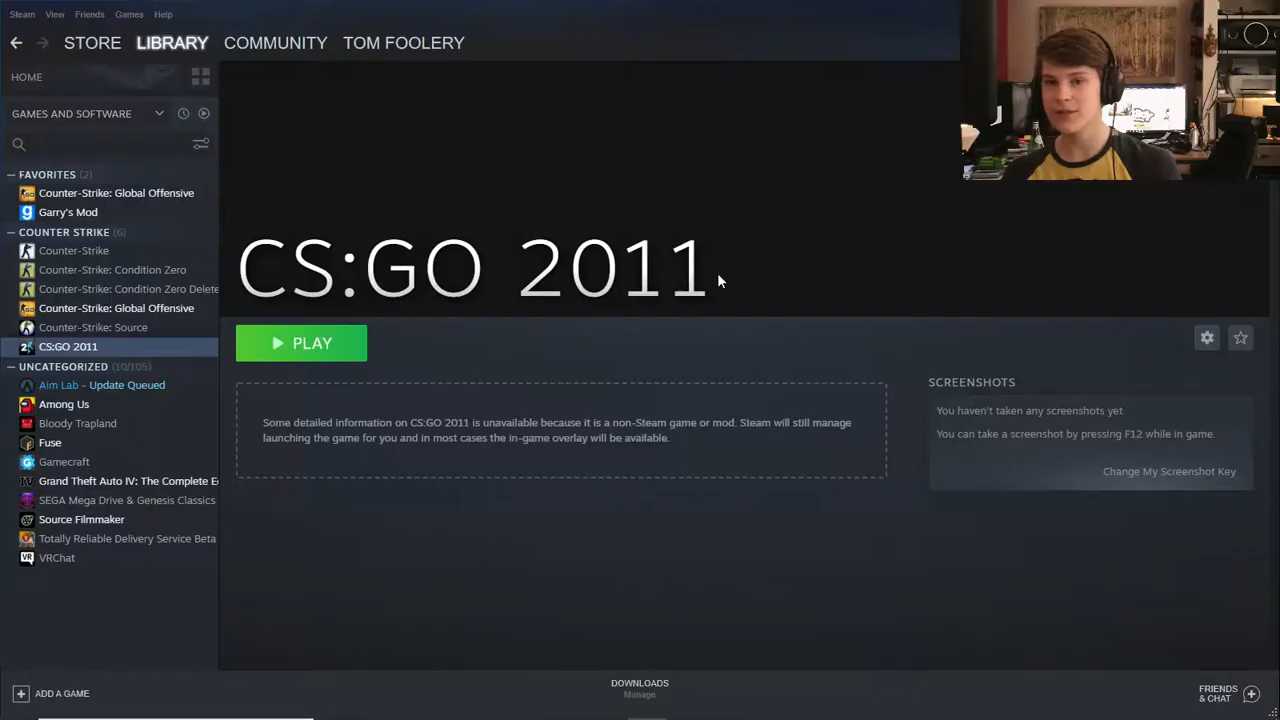 Steam View Friends Games Help
STORE LIBRARY COMMUNITY TOM FOOLERY
HOME
GAMES AND SOFTWARE
FAVORITES (2)
Counter-Strike: Global Offensive
Garry's Mod
COUNTER STRIKE (6)
Counter-Strike
Counter-Strike: Condition Zero
Counter-Strike: Condition Zero Delete
Counter-Strike: Global Offensive
Counter-Strike: Source
CS:GO 2011
UNCATEGORIZED (10/105)
Aim Lab - Update Queued
Among Us
Bloody Trapland
Fuse
Gamecraft
Grand Theft Auto IV: The Complete E
SEGA Mega Drive & Genesis Classics
Source Filmmaker
Totally Reliable Delivery Service Beta
VRChat
ADD A GAME
CS:GO 2011
PLAY
Some detailed information on CS:GO 2011 is unavailable because it is a non-Steam game or mod. Steam will still manage
launching the game for you and in most cases the in-game overlay will be available.
SCREENSHOTS
You haven't taken any screenshots yet
You can take a screenshot by pressing F12 while in game.
Change My Screenshot Key
DOWNLOADS
Manage
FRIENDS
& CHAT